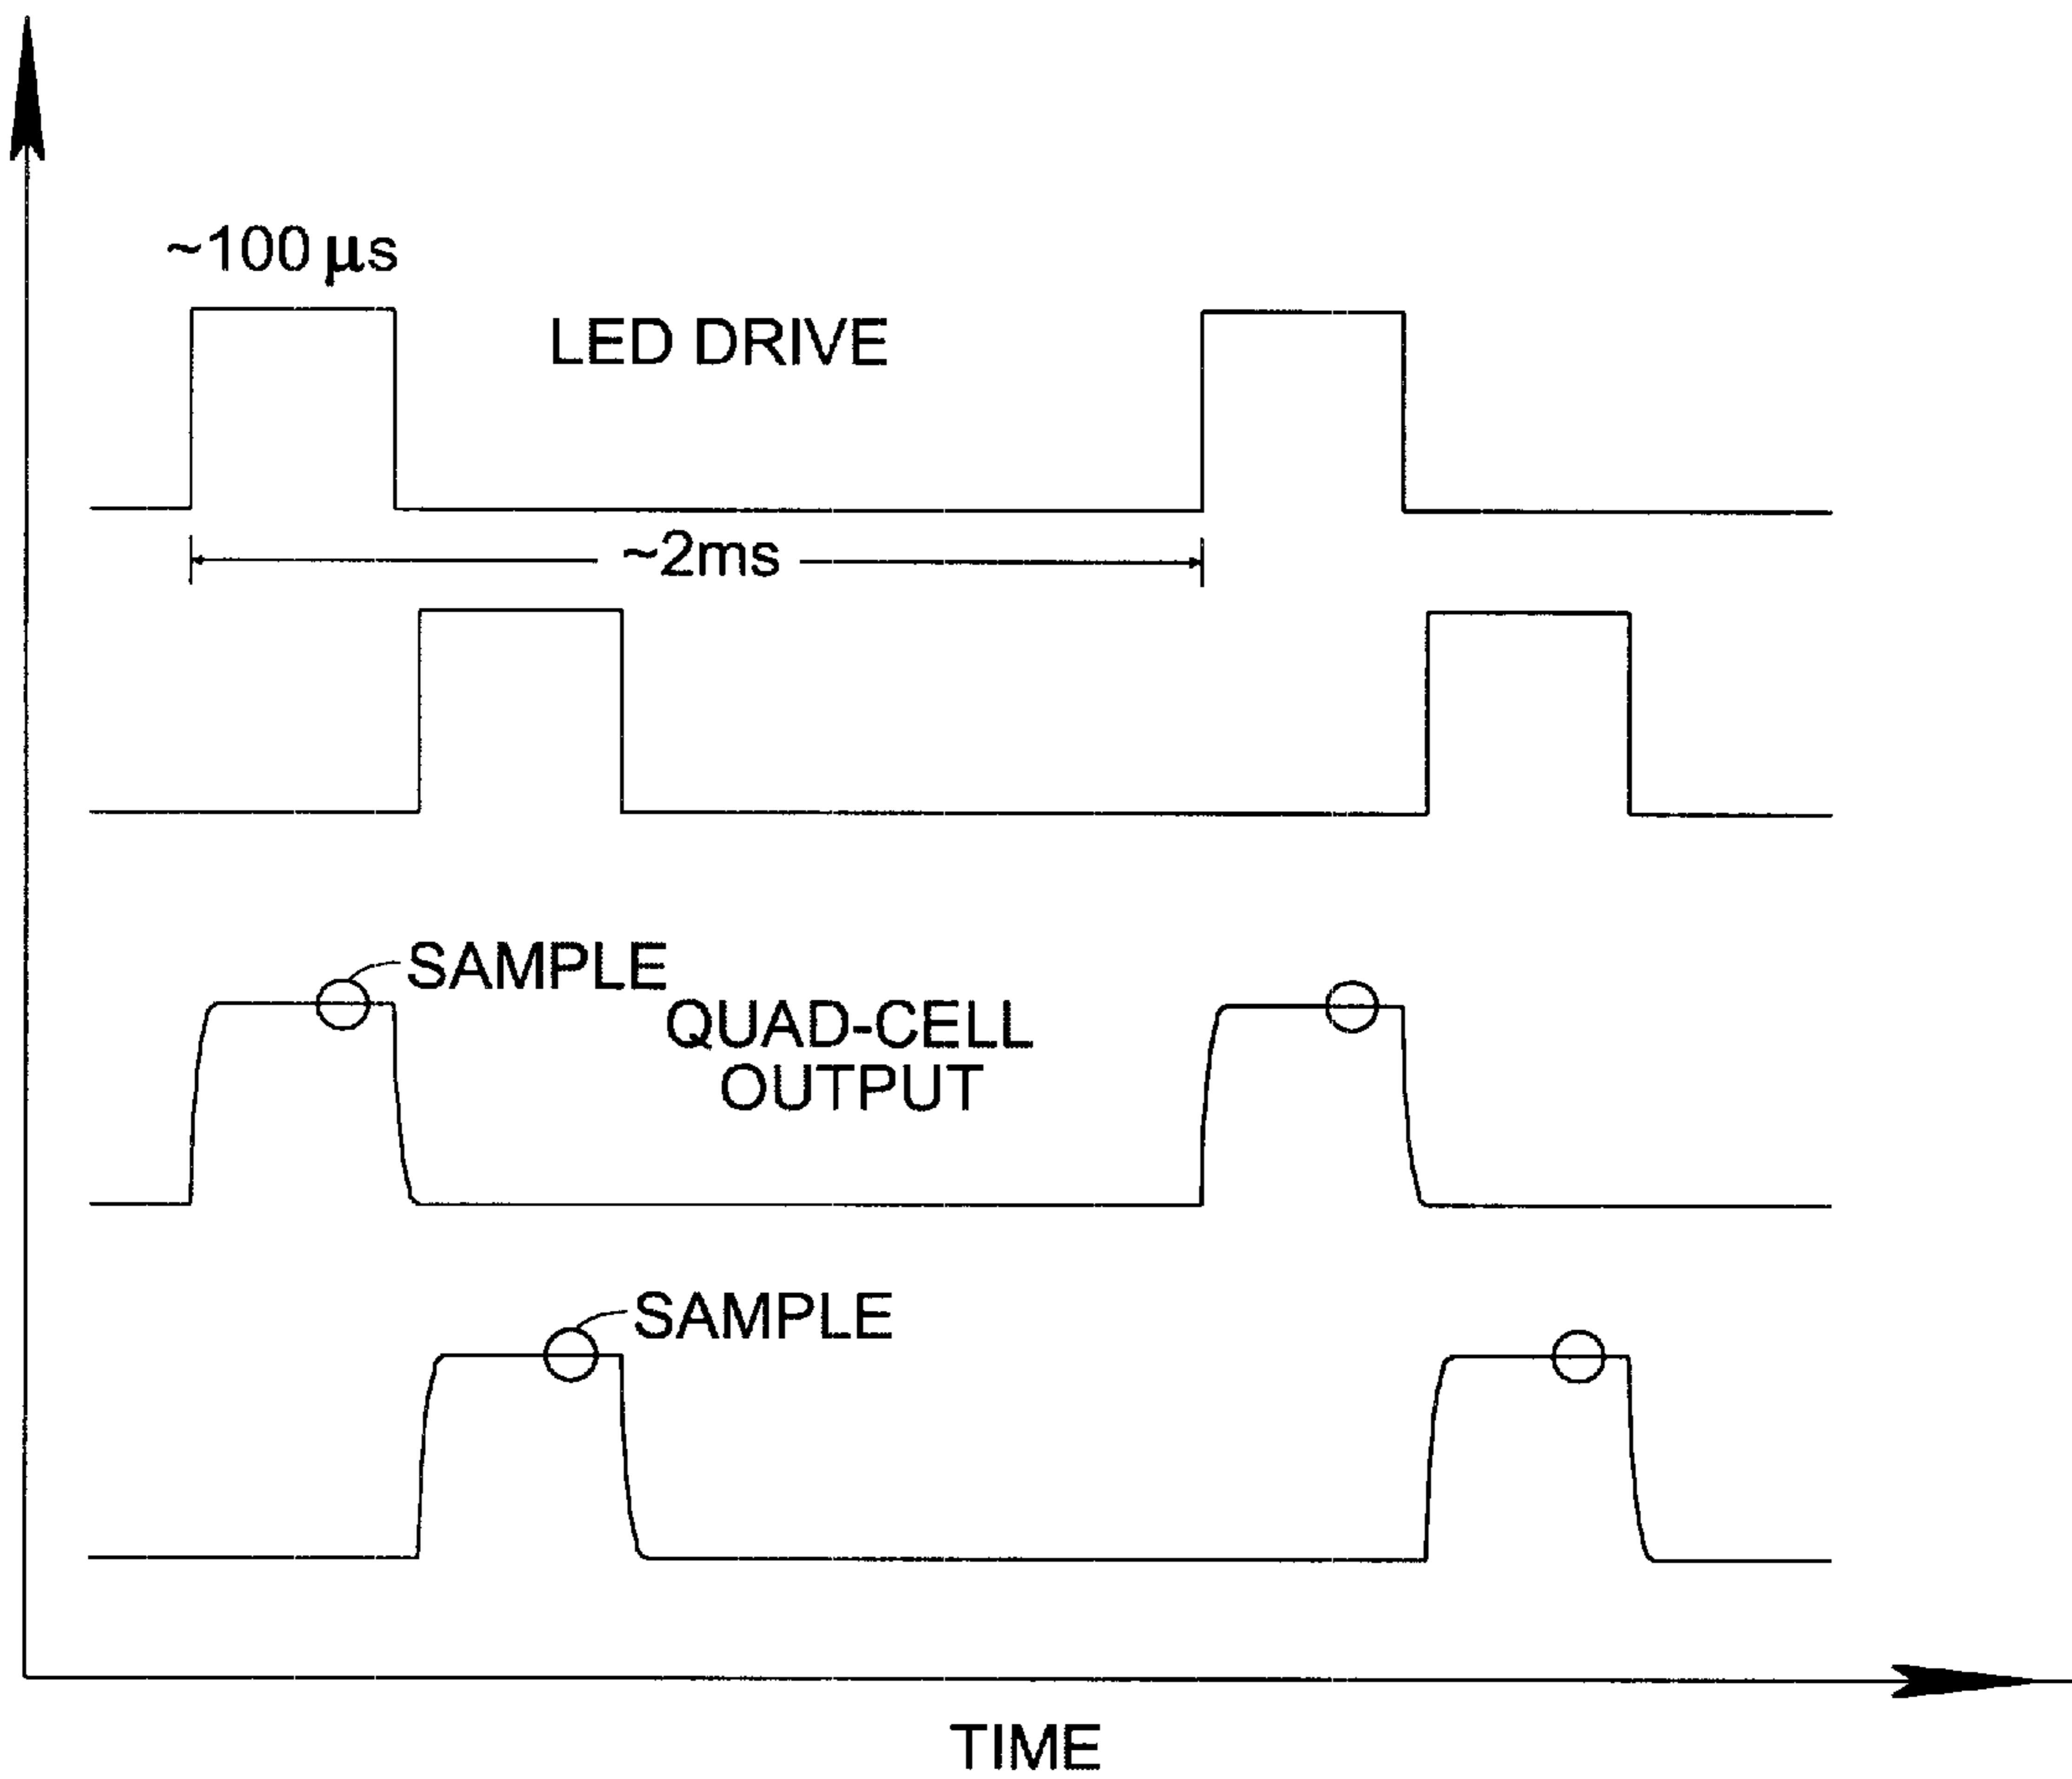 ~100 μs
LED DRIVE
~2ms
SAMPLE
QUAD-CELL
OUTPUT
SAMPLE
TIME